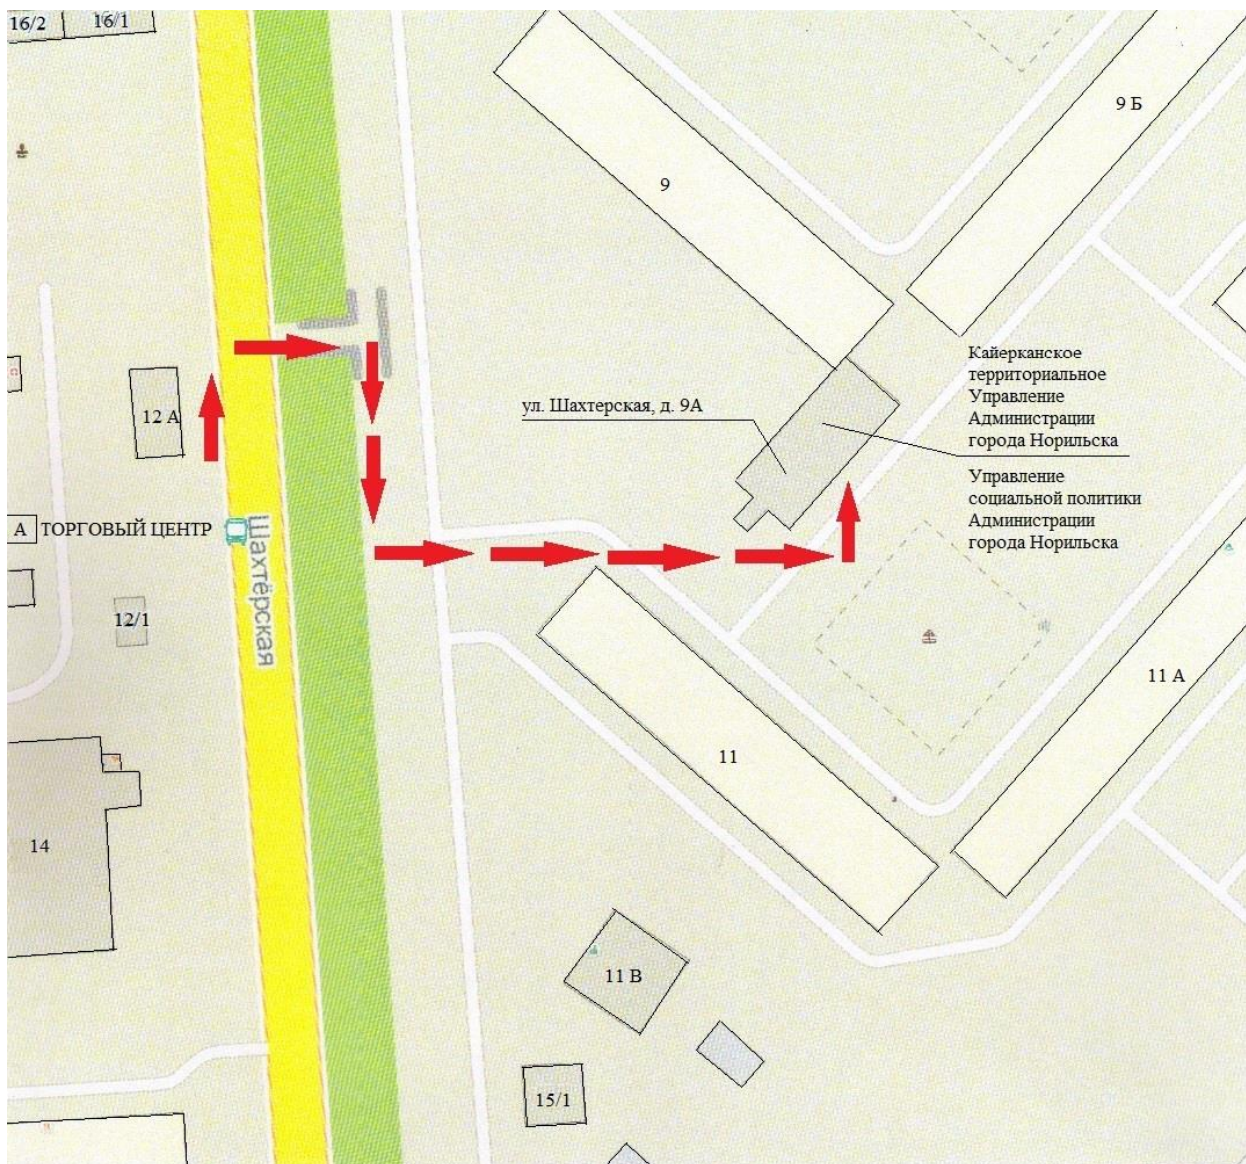 16/2
16/1
9 Б
9
Кайерканское
территориальное
Управление
Администрации
города Норильска
ул. Шахтерская, д. 9А
12 А
Управление
социальной политики
Администрации
города Норильска
А
ТОРГОВЫЙ ЦЕНТР
Шахтёрская
12/1
11 А
11
14
11 В
15/1